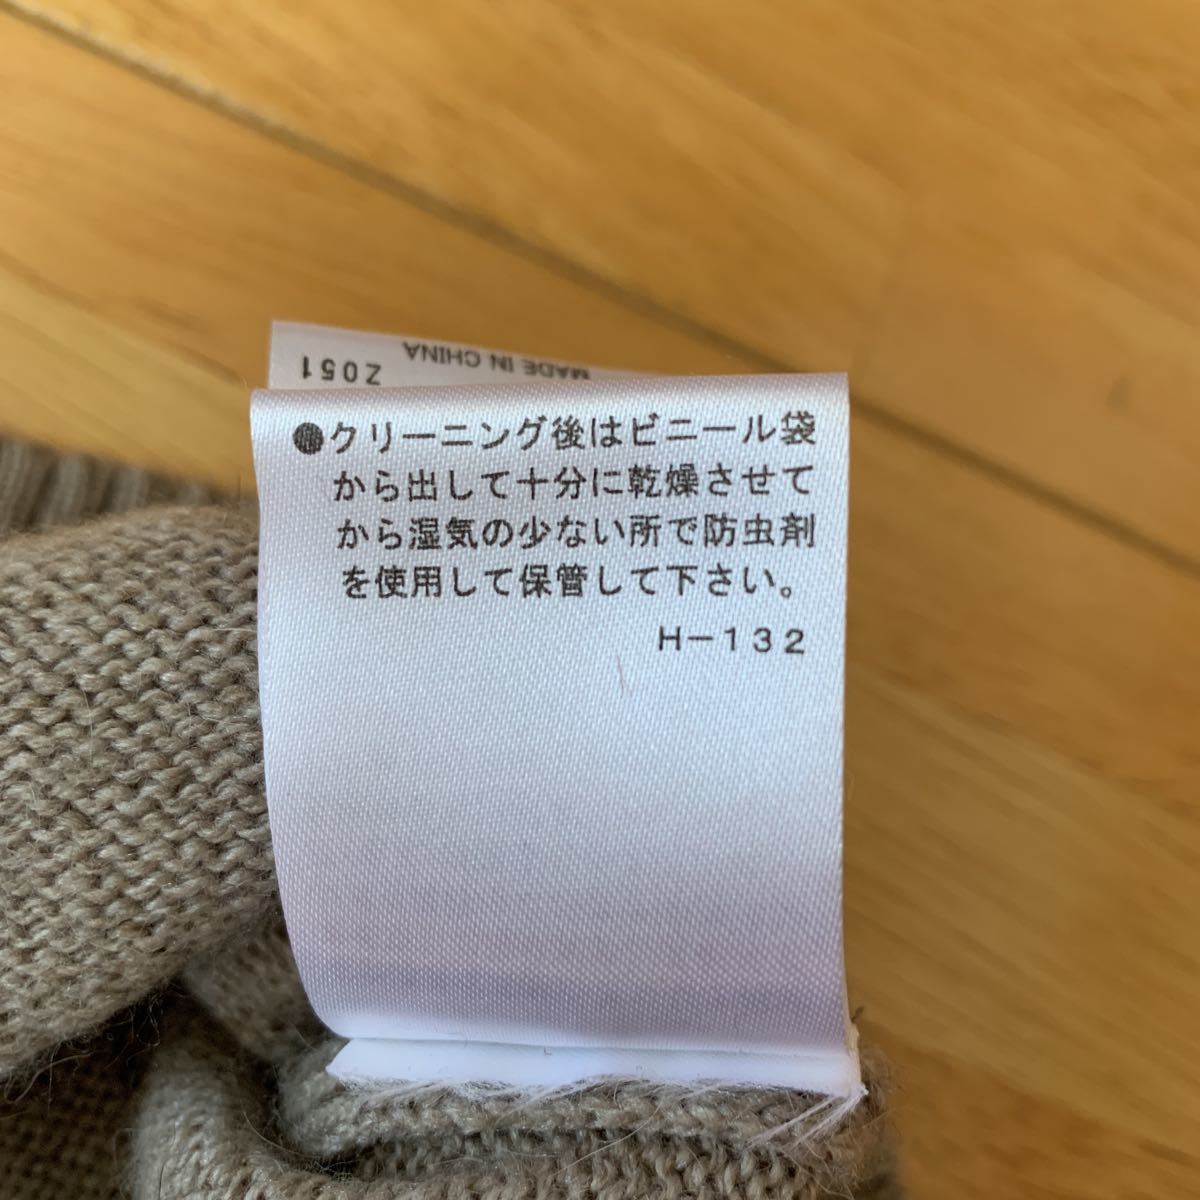 MADE IN CHINA
Z051
●クリーニング後はビニール袋
から出して十分に乾燥させて
から湿気の少ない所で防虫剤
を使用して保管して下さい。
H－132